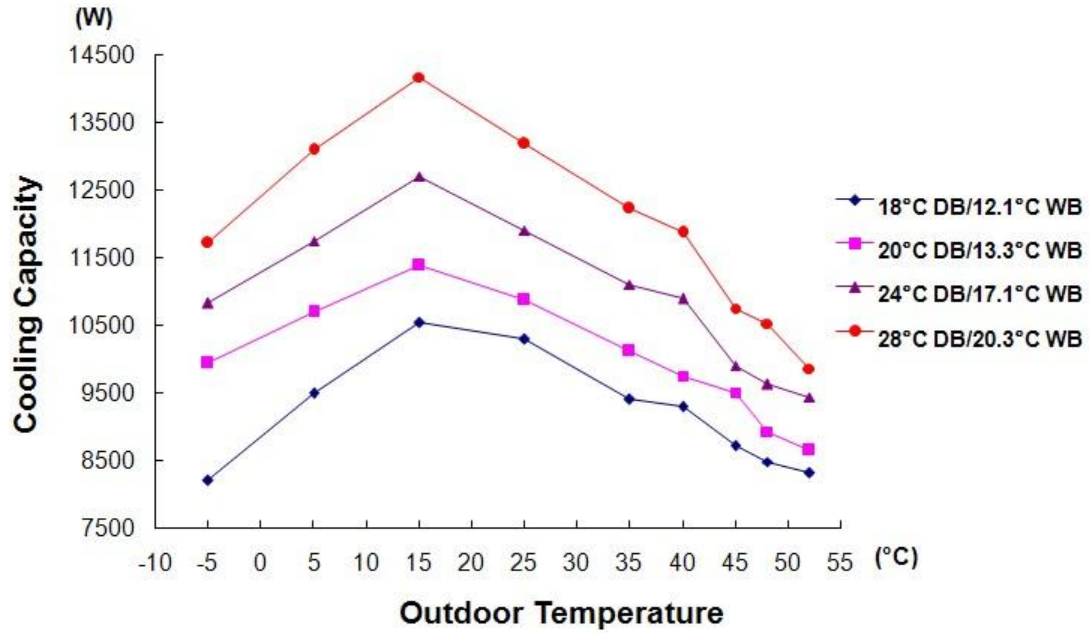 (W)
14500
13500
12500
11500
10500
9500
8500
7500
Cooling Capacity
-10 -5 0 5 10 15 20 25 30 35 40 45 50 55 (°C)
Outdoor Temperature
18°C DB/12.1°C WB
20°C DB/13.3°C WB
24°C DB/17.1°C WB
28°C DB/20.3°C WB